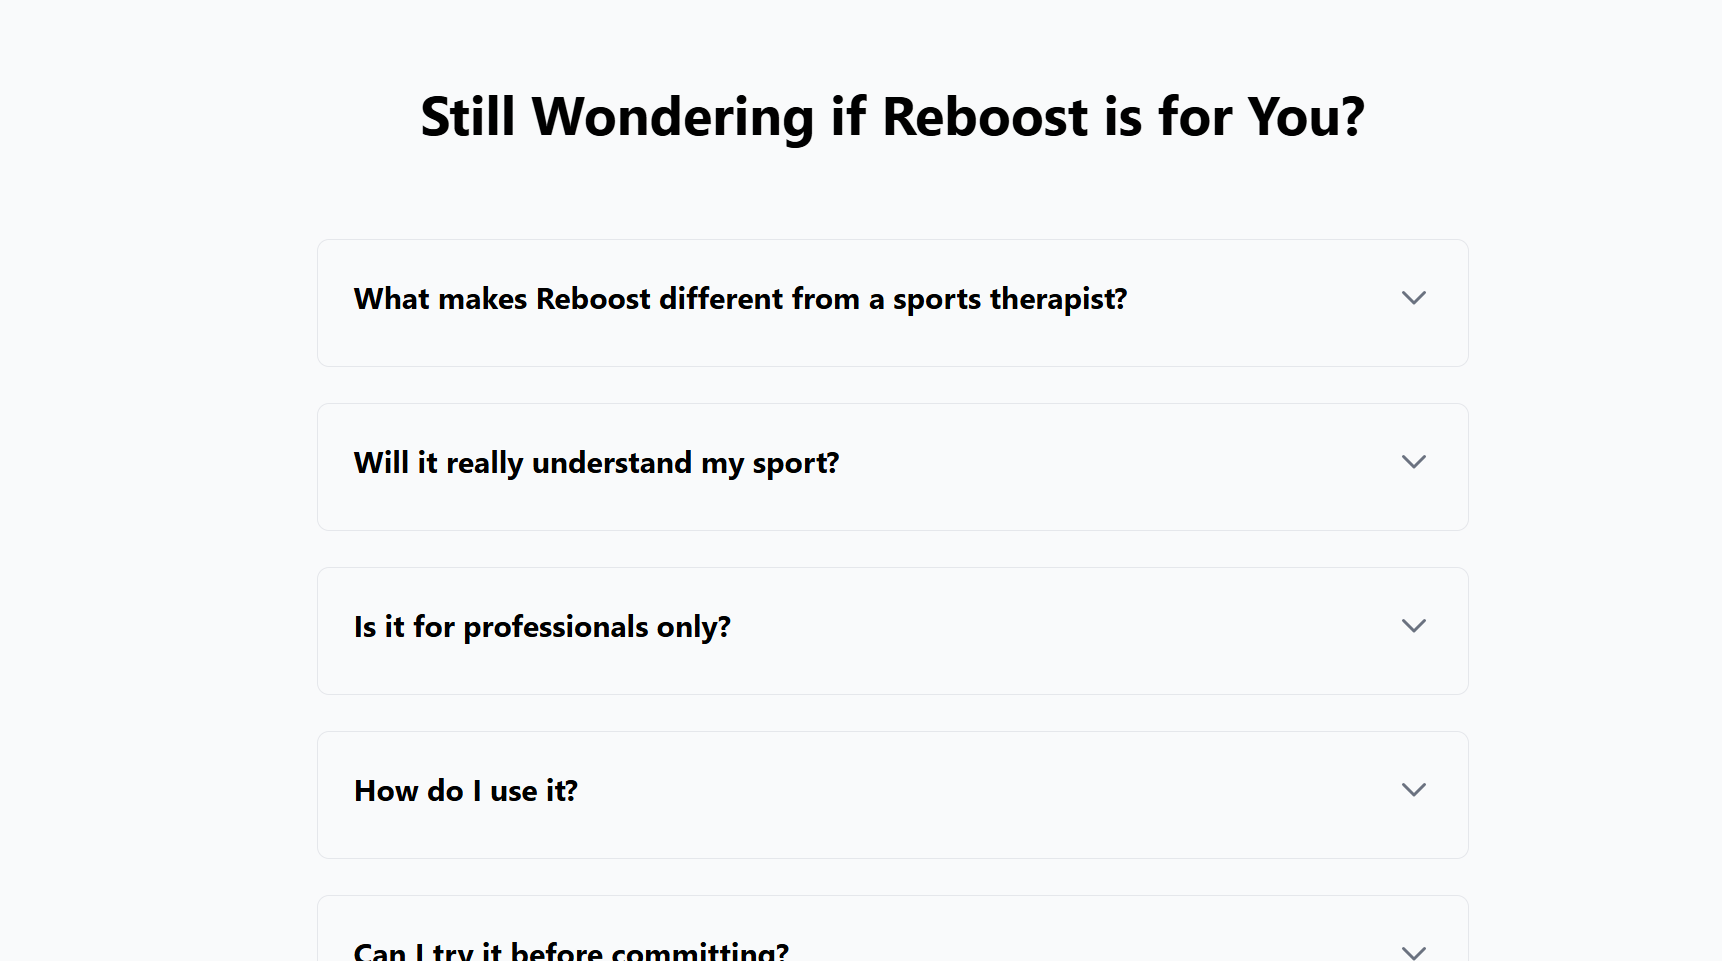 Still Wondering if Reboost is for You?
What makes Reboost different from a sports therapist?
Will it really understand my sport?
Is it for professionals only?
How do I use it?
Can I try it before committing?